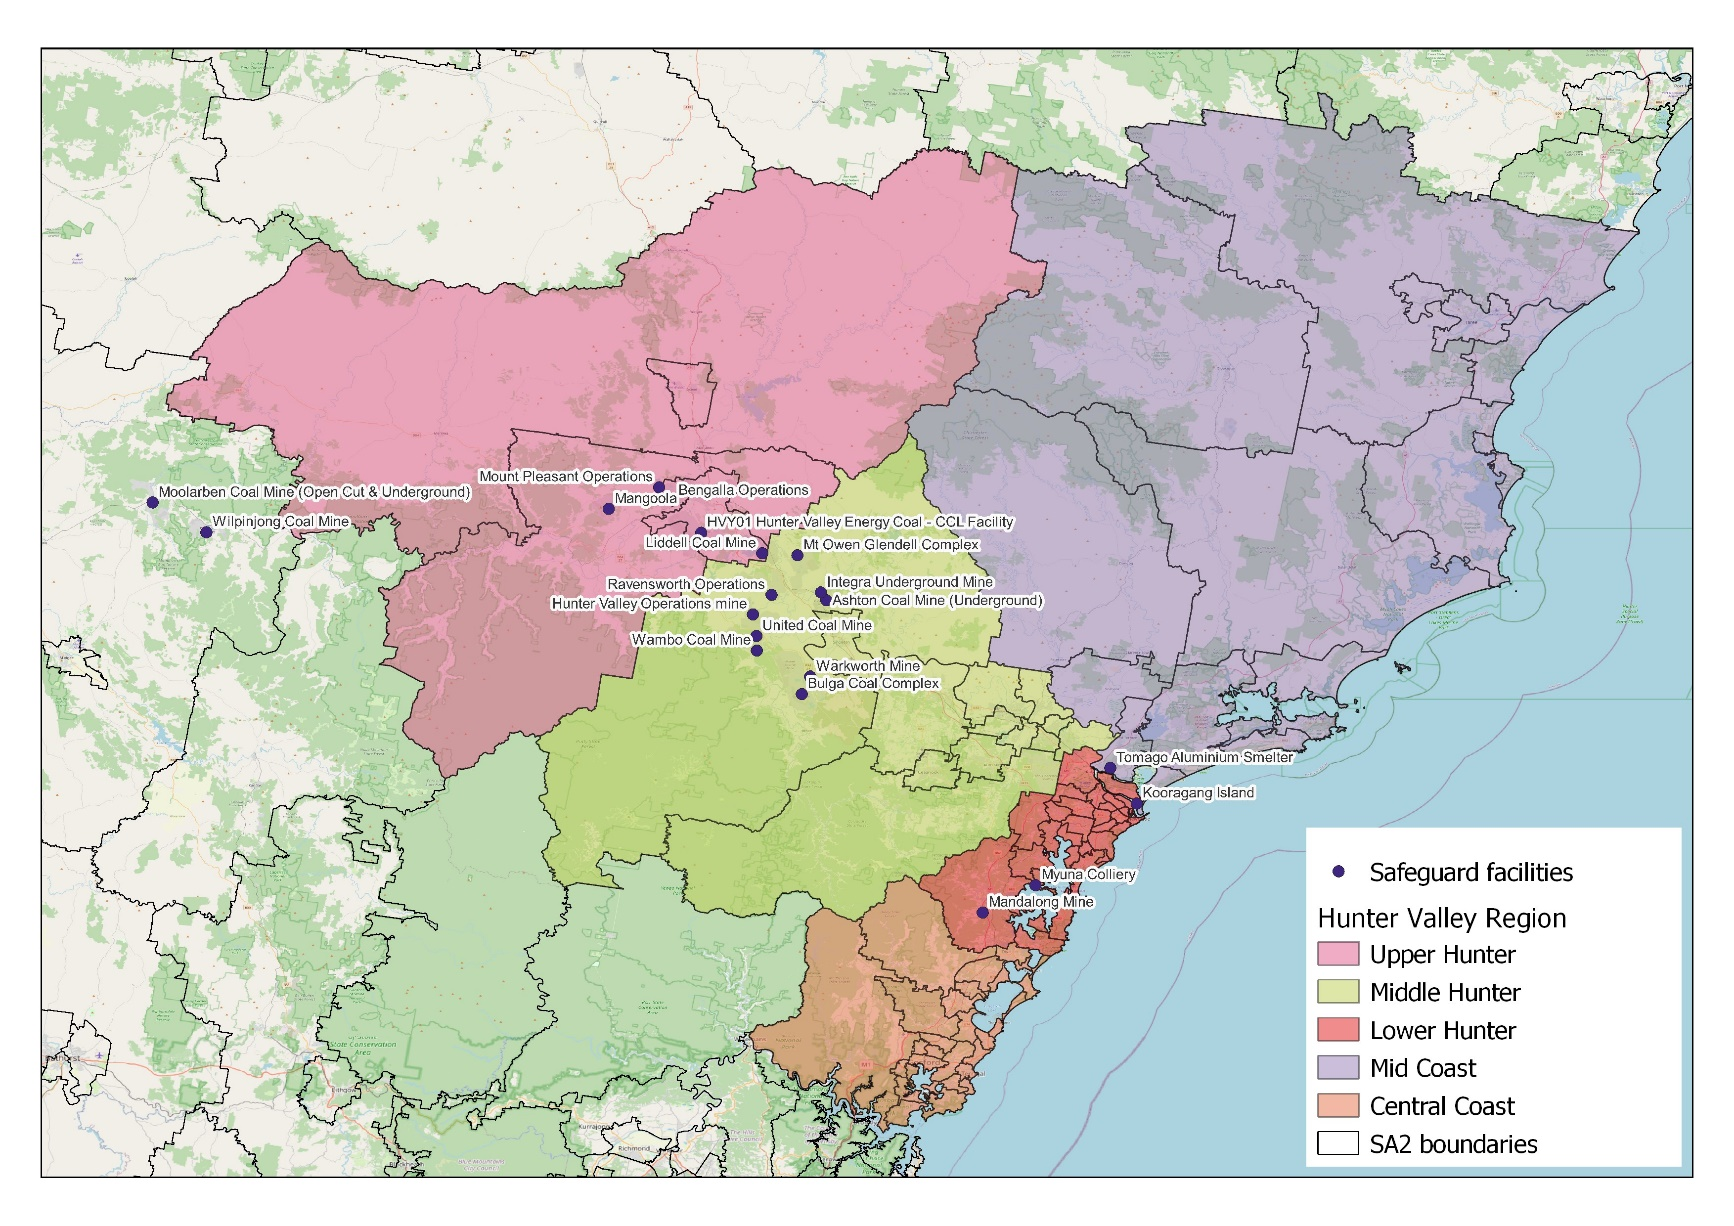 Mount Pleasant Operations
Bengalla Operations
Moolarben Coal Mine (Open Cut & Underground)
Mangoola
Wilpinjong Coal Mine
HVY01 Hunter Valley Energy Coal - CCL Facility
Liddell Coal Mine
Mt Owen Glendell Complex
Ravensworth Operations
Integra Underground Mine
Hunter Valley Operations mine
Ashton Coal Mine (Underground)
United Coal Mine
Wambo Coal Mine
Warkworth Mine
Bulga Coal Complex
Tomago Aluminium Smelter
Kooragang Island
Myuna Colliery
Mandalong Mine
State Conservation
Area
Richmond
Safeguard facilities
Hunter Valley Region
Upper Hunter
Middle Hunter
Lower Hunter
Mid Coast
Central Coast
SA2 boundaries